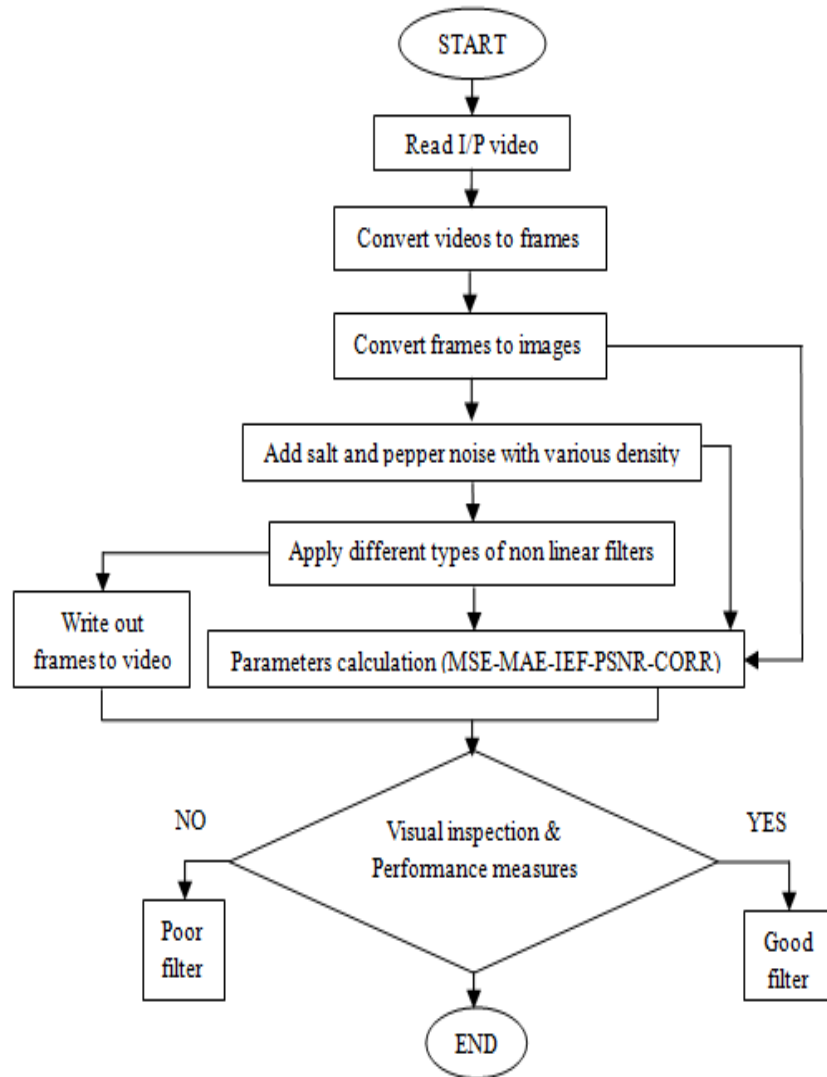 START
Read I/P video
Convert videos to frames
Convert frames to images
Add salt and pepper noise with various density
Apply different types of non linear filters
Write out
frames to video
Parameters calculation (MSE-MAE-IEF-PSNR-CORR)
NO
YES
Visual inspection &
Performance measures
Poor
filter
Good
filter
END